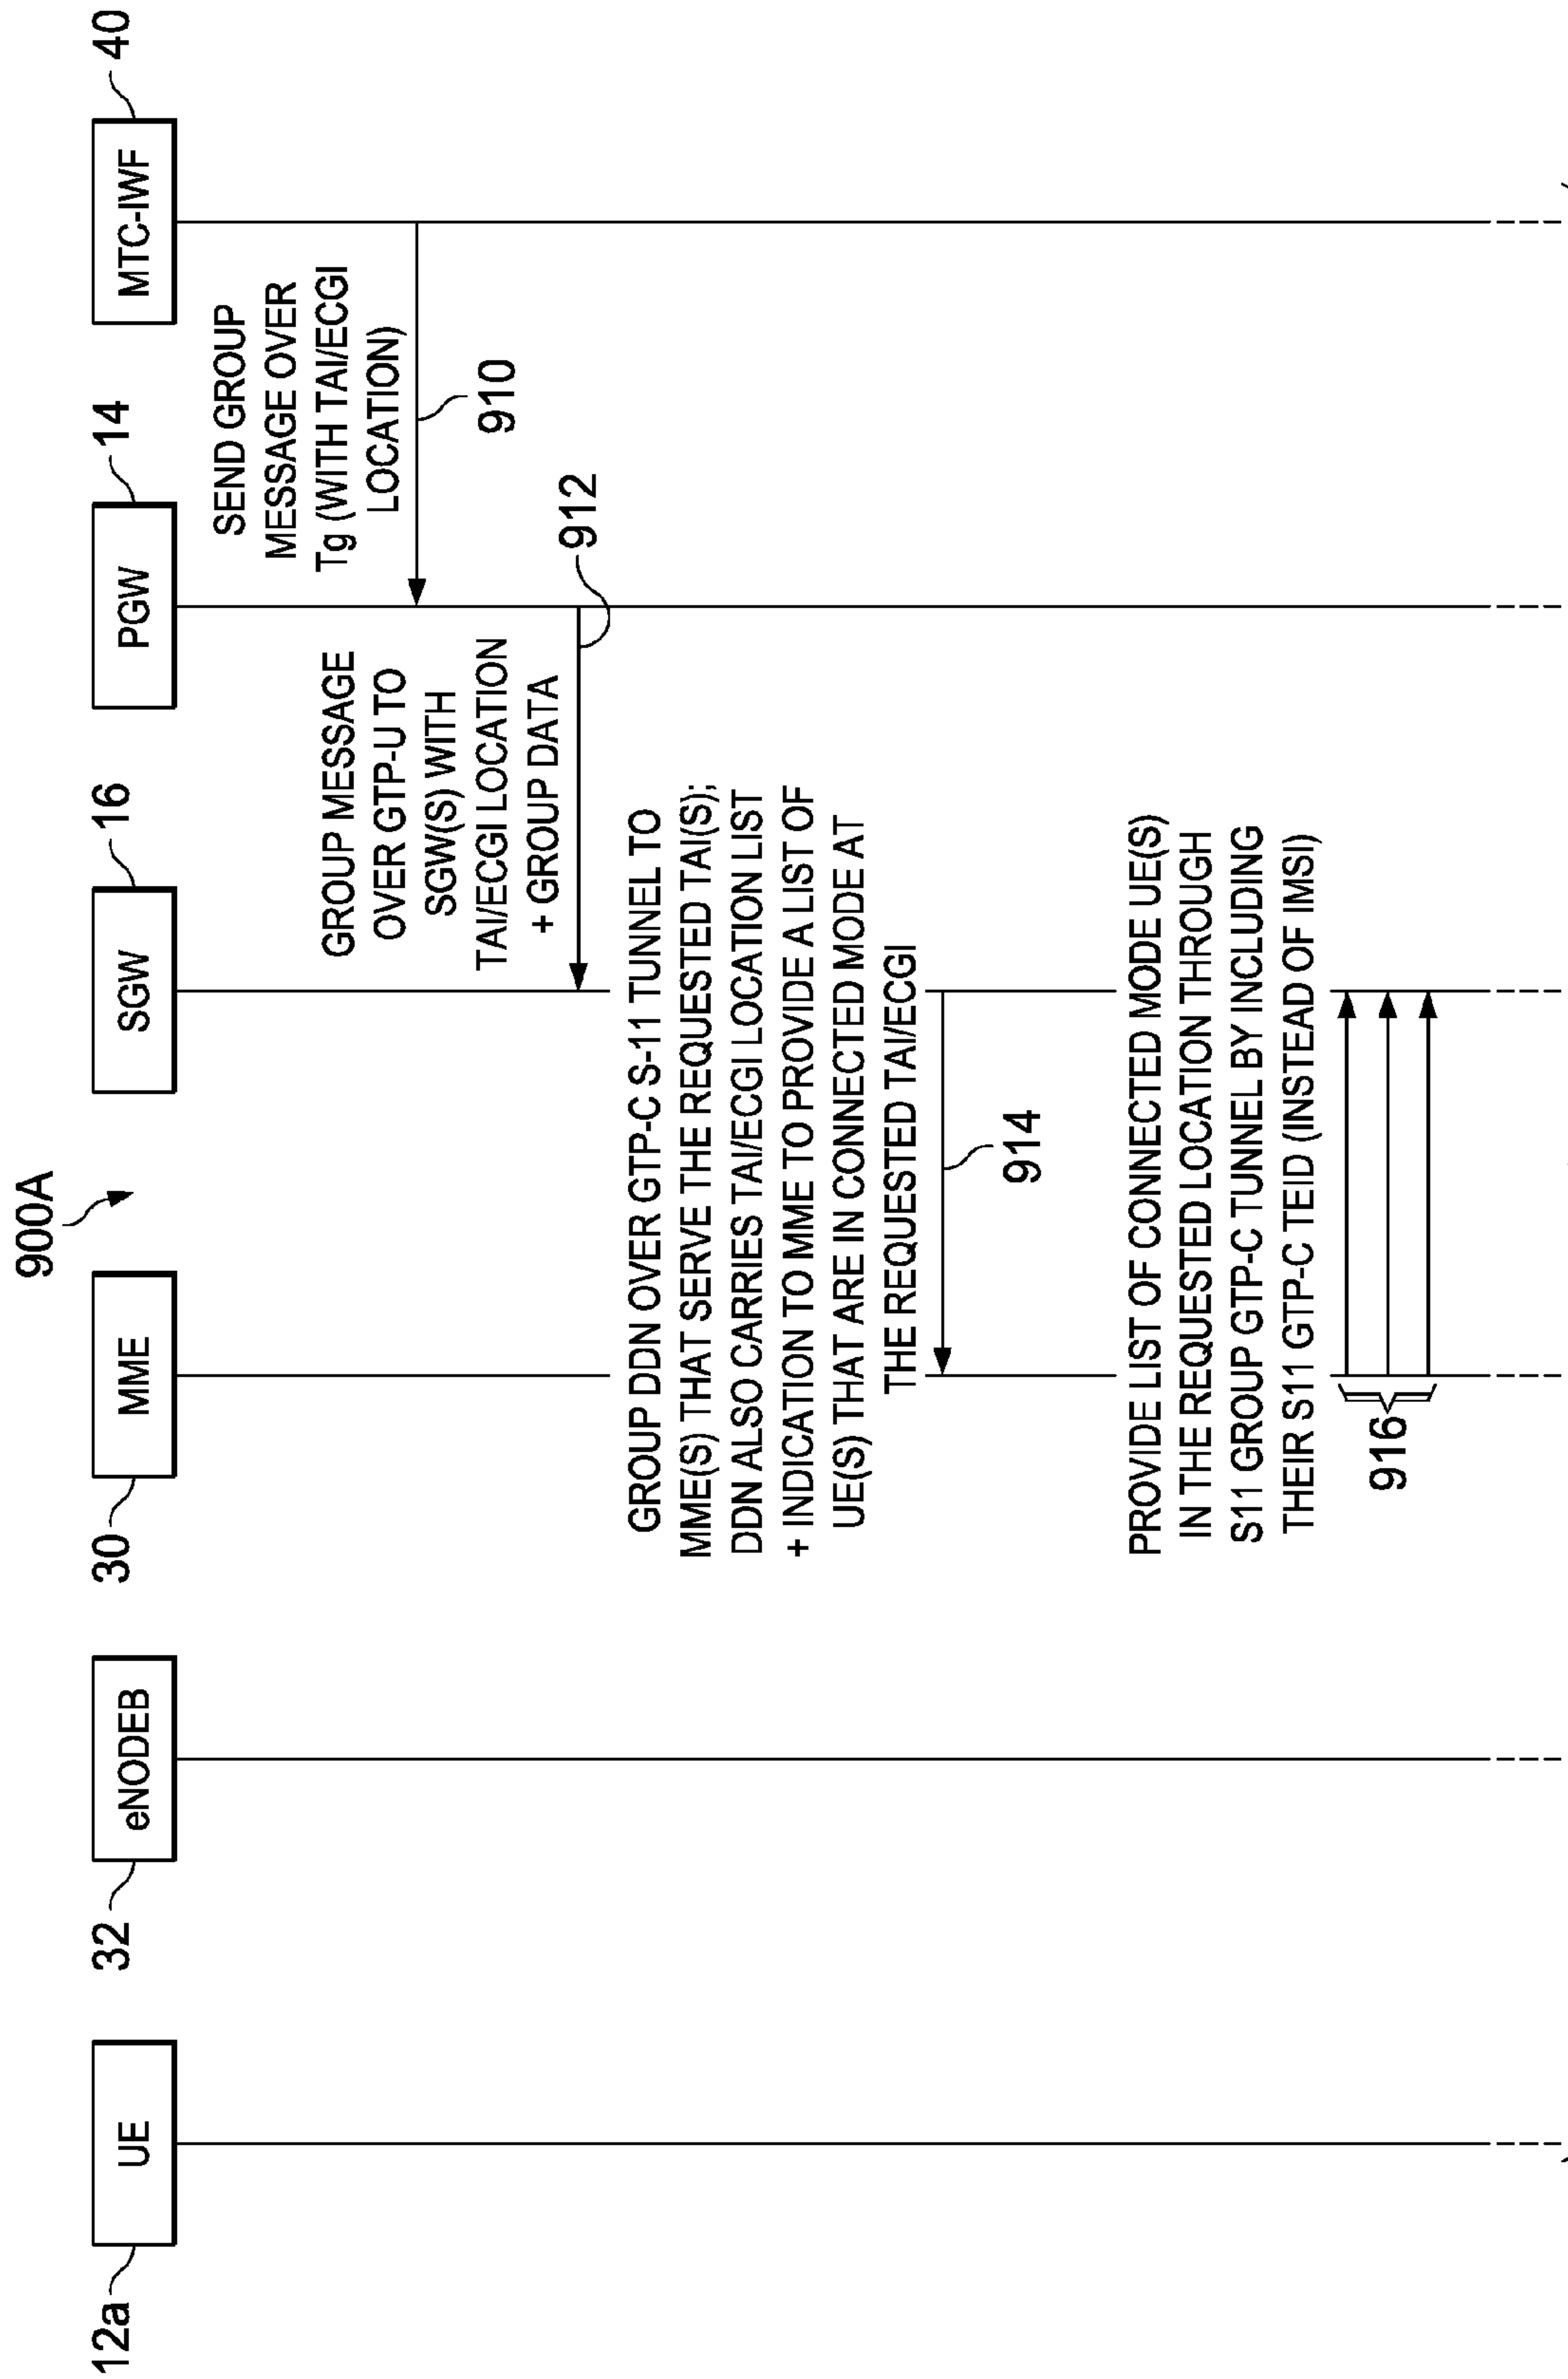 900A
12a
UE
32
eNODEB
30
MME
16
SGW
14
PGW
40
MTC-IWF
SEND GROUP
MESSAGE OVER
Tg (WITH TAI/ECGI
LOCATION)
910
GROUP MESSAGE
OVER GTP-U TO
SGW(S) WITH
TAI/ECGI LOCATION
+ GROUP DATA
912
GROUP DDN OVER GTP-C S-11 TUNNEL TO
MME(S) THAT SERVE THE REQUESTED TAI(S);
DDN ALSO CARRIES TAI/ECGI LOCATION LIST
+ INDICATION TO MME TO PROVIDE A LIST OF
UE(S) THAT ARE IN CONNECTED MODE AT
THE REQUESTED TAI/ECGI
914
PROVIDE LIST OF CONNECTED MODE UE(S)
IN THE REQUESTED LOCATION THROUGH
S11 GROUP GTP-C TUNNEL BY INCLUDING
THEIR S11 GTP-C TEID (INSTEAD OF IMSI)
916